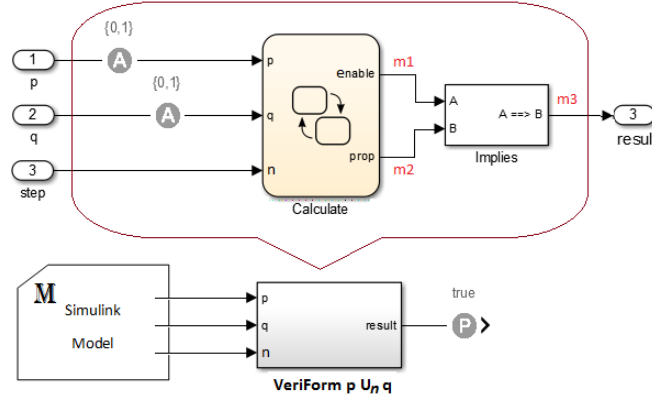 {0,1}
1
A
p
enable
m1
p
{0,1}
2
A
q
q
A
A ==> B
m3
3
B
result
Implies
3
n
prop
m2
step
Calculate
M
Simulink
Model
p
q
n
result
true
P
VeriForm p Un q